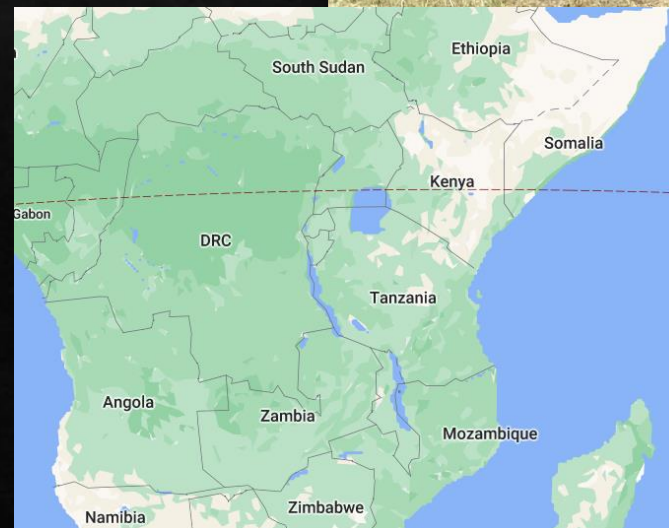 Ethiopia
South Sudan
Somalia
Kenya
Gabon
DRC
Tanzania
Angola
Zambia
Mozambique
Zimbabwe
Namibia